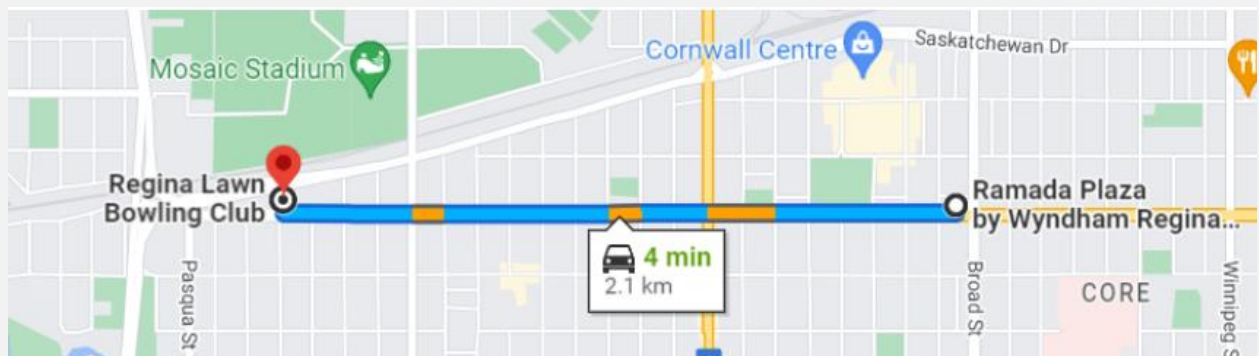 Cornwall Centre
Saskatchewan Dr
Mosaic Stadium
Regina Lawn
Bowling Club
Ramada Plaza
by Wyndham Regina...
4 min
2.1 km
Pasqua St
Broad St
CORE
Winnipeg S